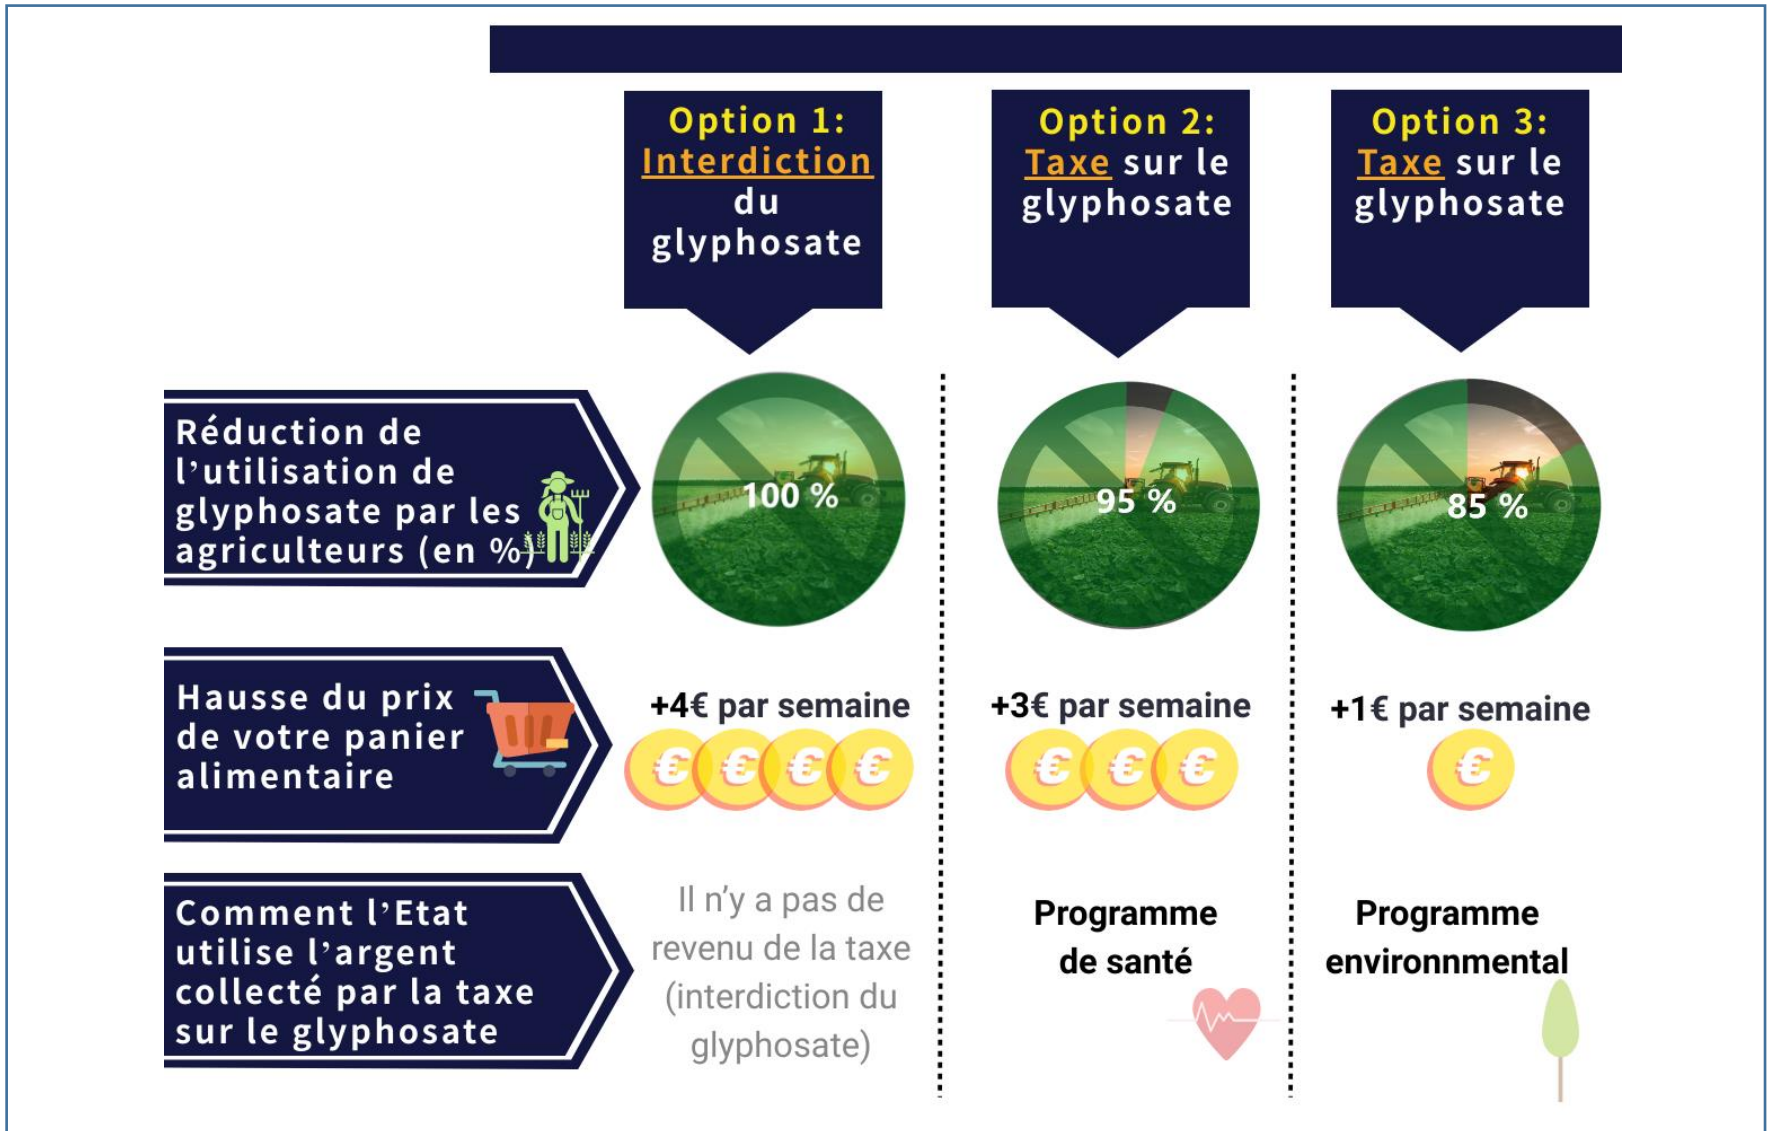 Option 1:
Interdiction
du
glyphosate
Option 2:
Taxe sur le
glyphosate
Option 3:
Taxe sur le
glyphosate
Réduction de
l’utilisation de
glyphosate par les
agriculteurs (en %)
100 %
95 %
85 %
Hausse du prix
de votre panier
alimentaire
+4€ par semaine
€ € € €
+3€ par semaine
€ € €
+1€ par semaine
€
Comment l’Etat
utilise l’argent
collecté par la taxe
sur le glyphosate
Il n’y a pas de
revenu de la taxe
(interdiction du
glyphosate)
Programme
de santé
Programme
environnmental